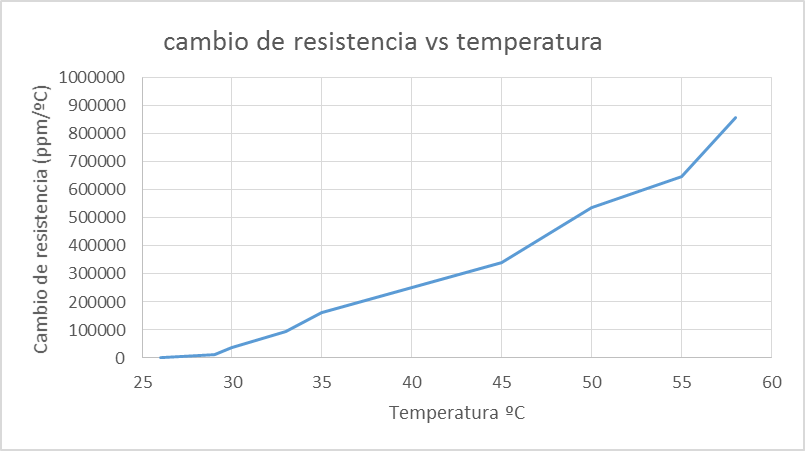 cambio de resistencia vs temperatura
Cambio de resistencia (ppm/ºC)
1000000
900000
800000
700000
600000
500000
400000
300000
200000
100000
0
25 30 35 40 45 50 55 60
Temperatura ºC